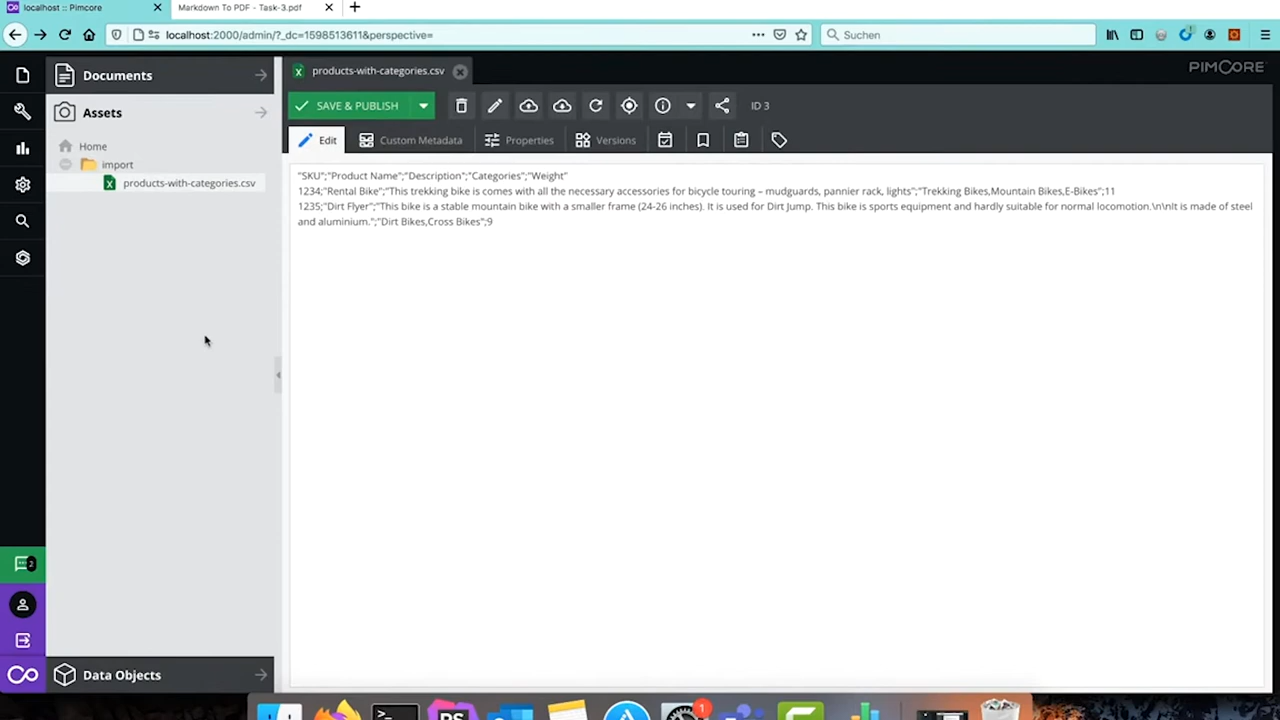 localhost :: Pimcore
Markdown To PDF - Task-3.pdf
localhost:2000/admin/?_dc=1598513611&perspective=
Suchen
Documents
products-with-categories.csv
PIMCORE
Assets
SAVE & PUBLISH
ID 3
Home
import
products-with-categories.csv
Edit
Custom Metadata
Properties
Versions
"SKU";"Product Name";"Description";"Categories";"Weight"
1234;"Rental Bike";"This trekking bike is comes with all the necessary accessories for bicycle touring – mudguards, pannier rack, lights";"Trekking Bikes,Mountain Bikes,E-Bikes";11
1235;"Dirt Flyer";"This bike is a stable mountain bike with a smaller frame (24-26 inches). It is used for Dirt Jump. This bike is sports equipment and hardly suitable for normal locomotion.\n\nIt is made of steel
and aluminium.";"Dirt Bikes,Cross Bikes";9
2
Data Objects
PS
1